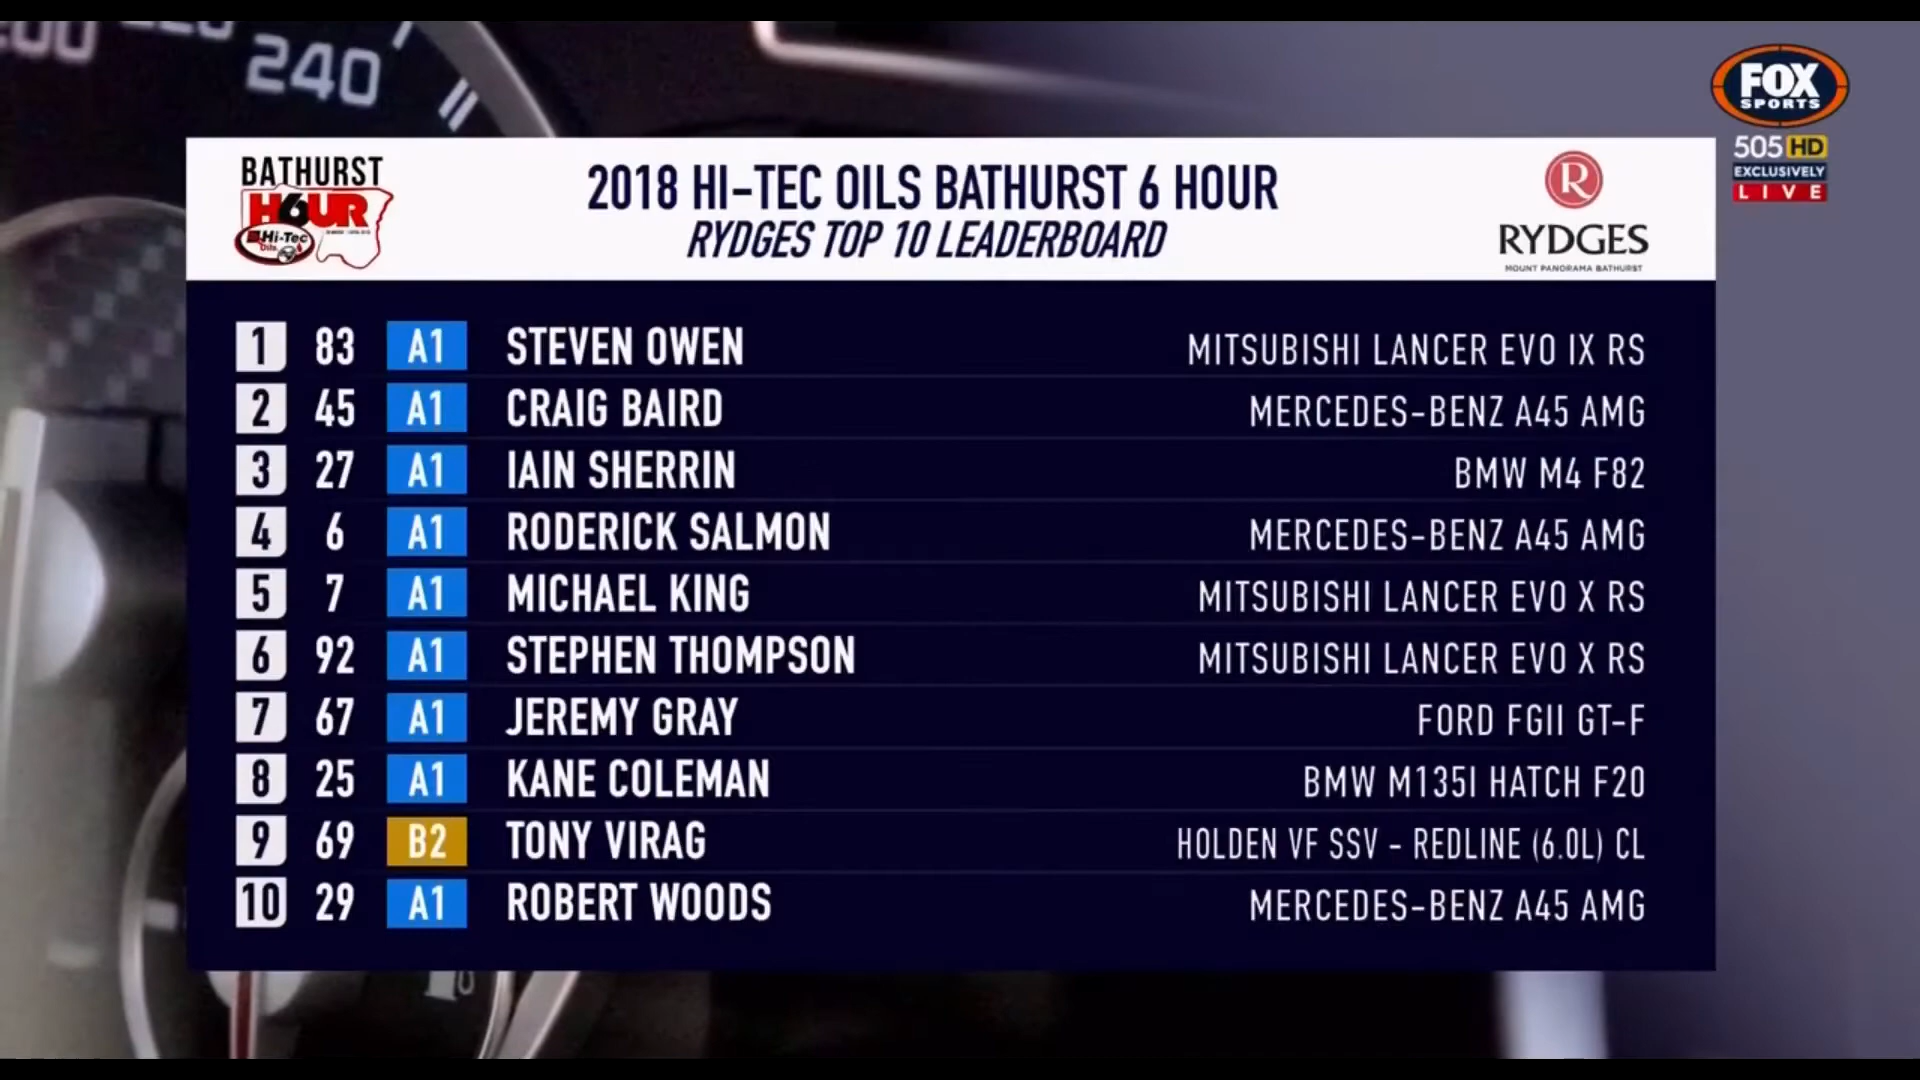 240
FOX
SPORTS
505 HD
EXCLUSIVELY
LIVE
BATHURST
6 HOUR
Hi-Tec
Oils
2018 HI-TEC OILS BATHURST 6 HOUR
RYDGES TOP 10 LEADERBOARD
R
RYDGES
MOUNT PANORAMA BATHURST
1 83 A1 STEVEN OWEN MITSUBISHI LANCER EVO IX RS
2 45 A1 CRAIG BAIRD MERCEDES-BENZ A45 AMG
3 27 A1 IAIN SHERRIN BMW M4 F82
4 6 A1 RODERICK SALMON MERCEDES-BENZ A45 AMG
5 7 A1 MICHAEL KING MITSUBISHI LANCER EVO X RS
6 92 A1 STEPHEN THOMPSON MITSUBISHI LANCER EVO X RS
7 67 A1 JEREMY GRAY FORD FGII GT-F
8 25 A1 KANE COLEMAN BMW M135I HATCH F20
9 69 B2 TONY VIRAG HOLDEN VF SSV - REDLINE (6.0L) CL
10 29 A1 ROBERT WOODS MERCEDES-BENZ A45 AMG